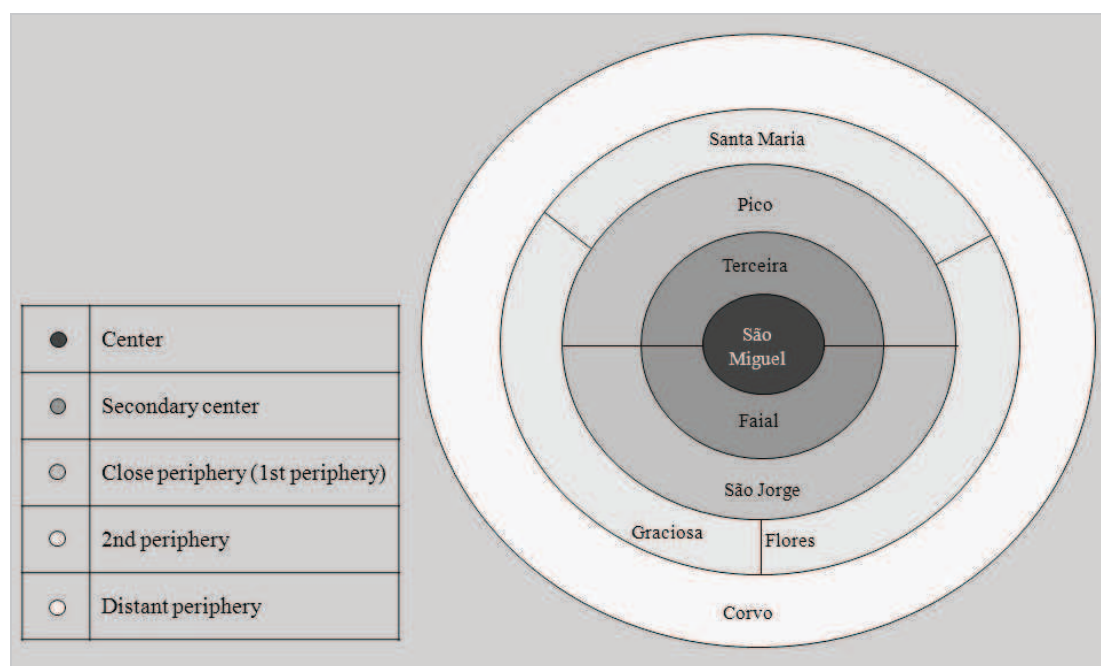 Center
Secondary center
Close periphery (1st periphery)
2nd periphery
Distant periphery
Santa Maria
Pico
Terceira
São
Miguel
Faial
São Jorge
Graciosa
Flores
Corvo